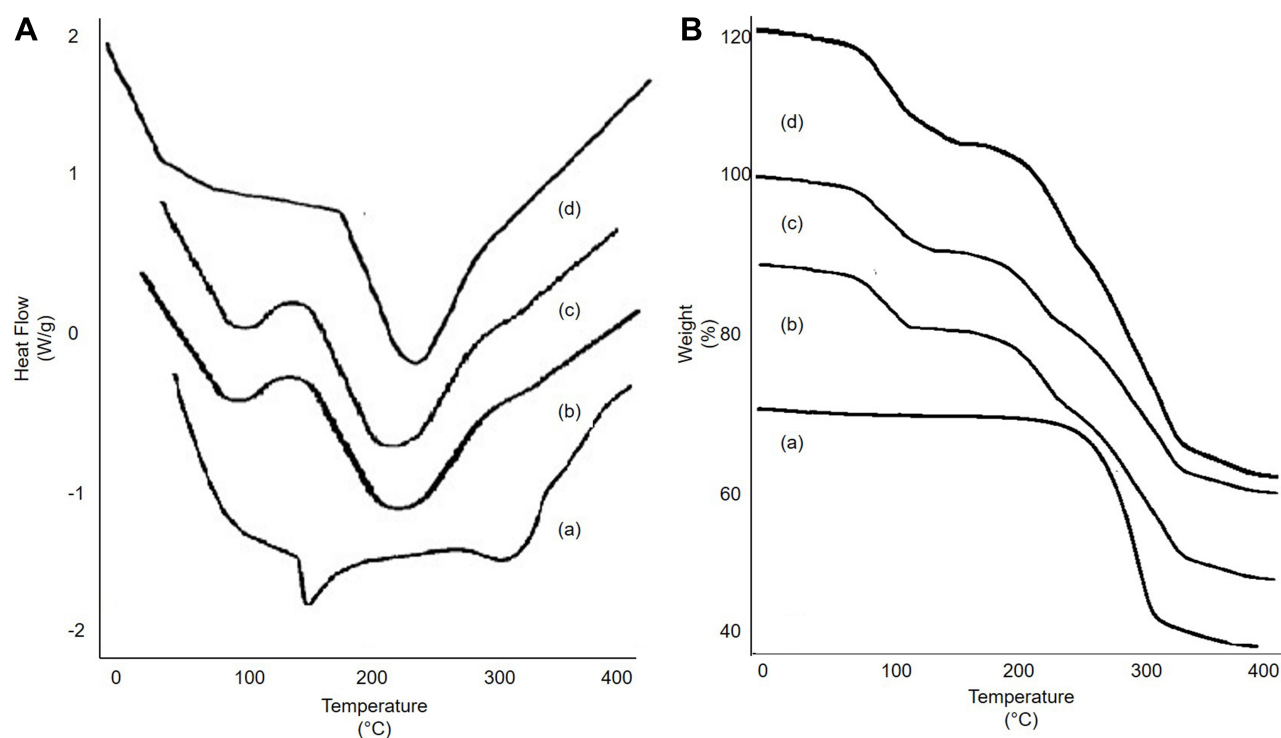 A
2
1
0
-1
-2
Heat Flow
(W/g)
(d)
(c)
(b)
(a)
0 100 200 300 400
Temperature
(°C)
B
120
100
80
60
40
Weight
(%)
(d)
(c)
(b)
(a)
0 100 200 300 400
Temperature
(°C)